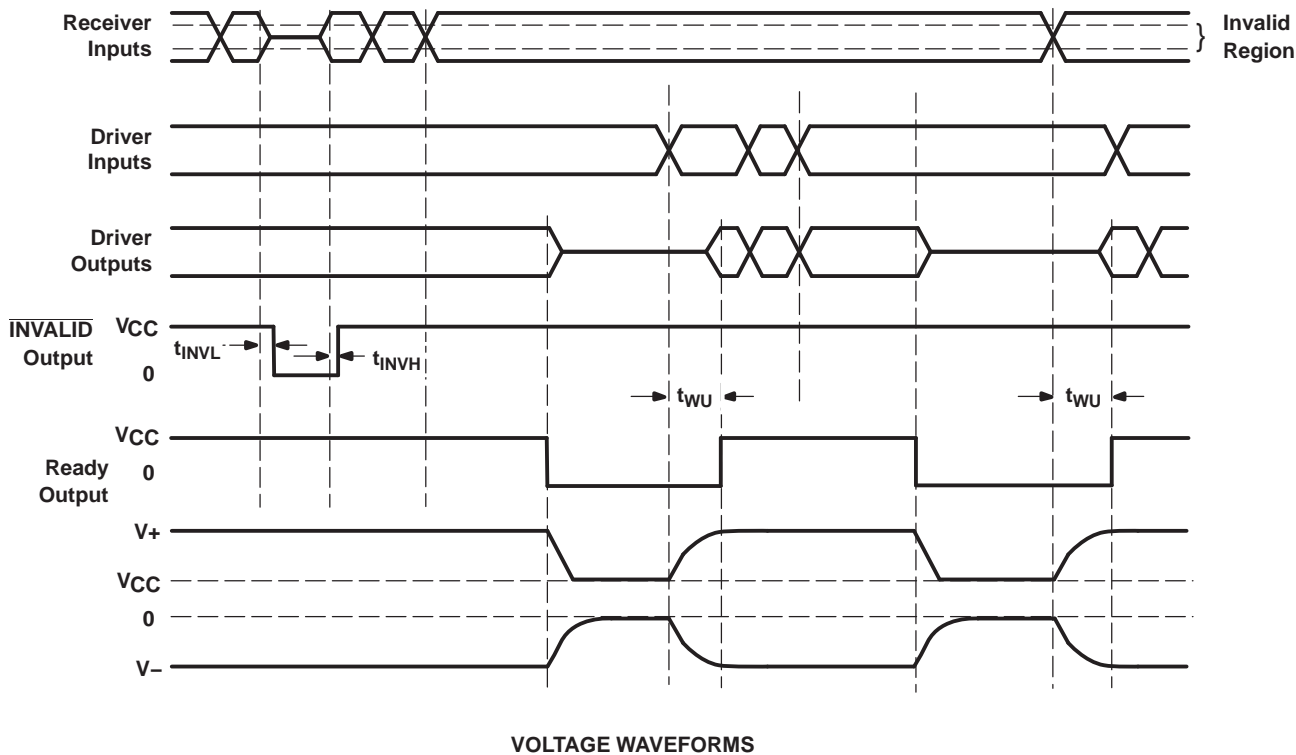 Receiver
Inputs
}
Invalid
Region
Driver
Inputs
Driver
Outputs
INVALID
Output
VCC
0
tINVL
tINVH
tWU
tWU
Ready
Output
VCC
0
V+
VCC
0
V–
VOLTAGE WAVEFORMS